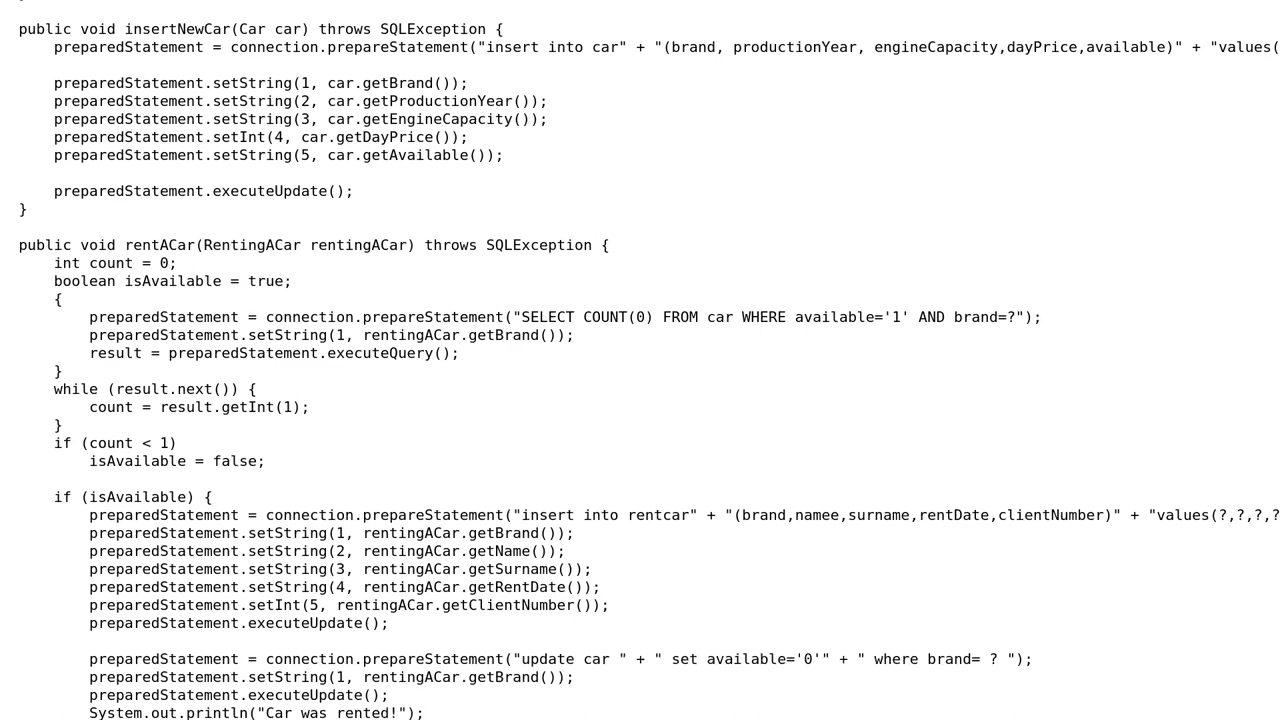 public void insertNewCar(Car car) throws SQLException {
    preparedStatement = connection.prepareStatement("insert into car" + "(brand, productionYear, engineCapacity,dayPrice,available)" + "values(
    preparedStatement.setString(1, car.getBrand());
    preparedStatement.setString(2, car.getProductionYear());
    preparedStatement.setString(3, car.getEngineCapacity());
    preparedStatement.setInt(4, car.getDayPrice());
    preparedStatement.setString(5, car.getAvailable());
    preparedStatement.executeUpdate();
}
public void rentACar(RentingACar rentingACar) throws SQLException {
    int count = 0;
    boolean isAvailable = true;
    {
        preparedStatement = connection.prepareStatement("SELECT COUNT(0) FROM car WHERE available='1' AND brand=?");
        preparedStatement.setString(1, rentingACar.getBrand());
        result = preparedStatement.executeQuery();
    }
    while (result.next()) {
        count = result.getInt(1);
    }
    if (count < 1)
        isAvailable = false;
    if (isAvailable) {
        preparedStatement = connection.prepareStatement("insert into rentcar" + "(brand,namee,surname,rentDate,clientNumber)" + "values(?,?,?,?
        preparedStatement.setString(1, rentingACar.getBrand());
        preparedStatement.setString(2, rentingACar.getName());
        preparedStatement.setString(3, rentingACar.getSurname());
        preparedStatement.setString(4, rentingACar.getRentDate());
        preparedStatement.setInt(5, rentingACar.getClientNumber());
        preparedStatement.executeUpdate();
        preparedStatement = connection.prepareStatement("update car " + " set available='0'" + " where brand= ? ");
        preparedStatement.setString(1, rentingACar.getBrand());
        preparedStatement.executeUpdate();
        System.out.println("Car was rented!");